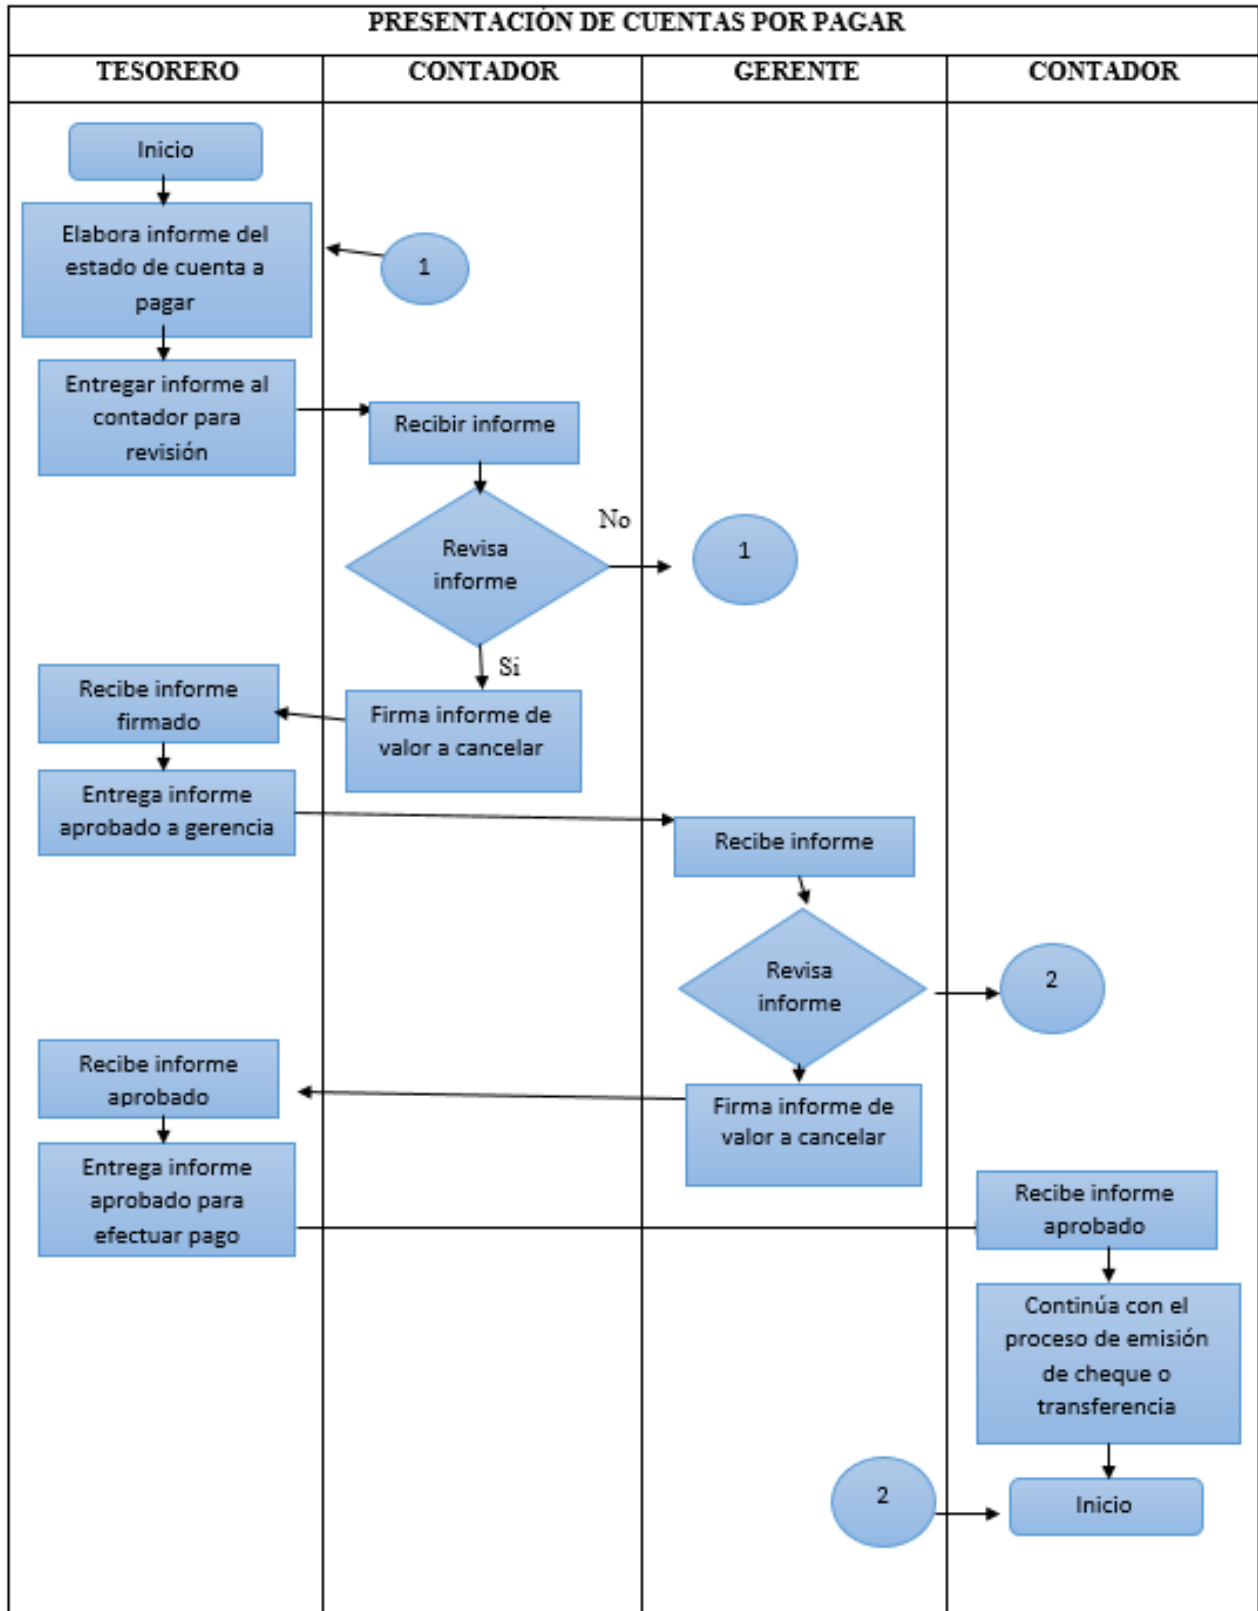 PRESENTACIÓN DE CUENTAS POR PAGAR
TESORERO
CONTADOR
GERENTE
CONTADOR
Inicio
Elabora informe del
estado de cuenta a
pagar
1
Entregar informe al
contador para
revisión
Recibir informe
Revisa
informe
No
1
Si
Firma informe de
valor a cancelar
Recibe informe
firmado
Entrega informe
aprobado a gerencia
Recibe informe
Revisa
informe
2
Firma informe de
valor a cancelar
Recibe informe
aprobado
Entrega informe
aprobado para
efectuar pago
Recibe informe
aprobado
Continúa con el
proceso de emisión
de cheque o
transferencia
2
Inicio